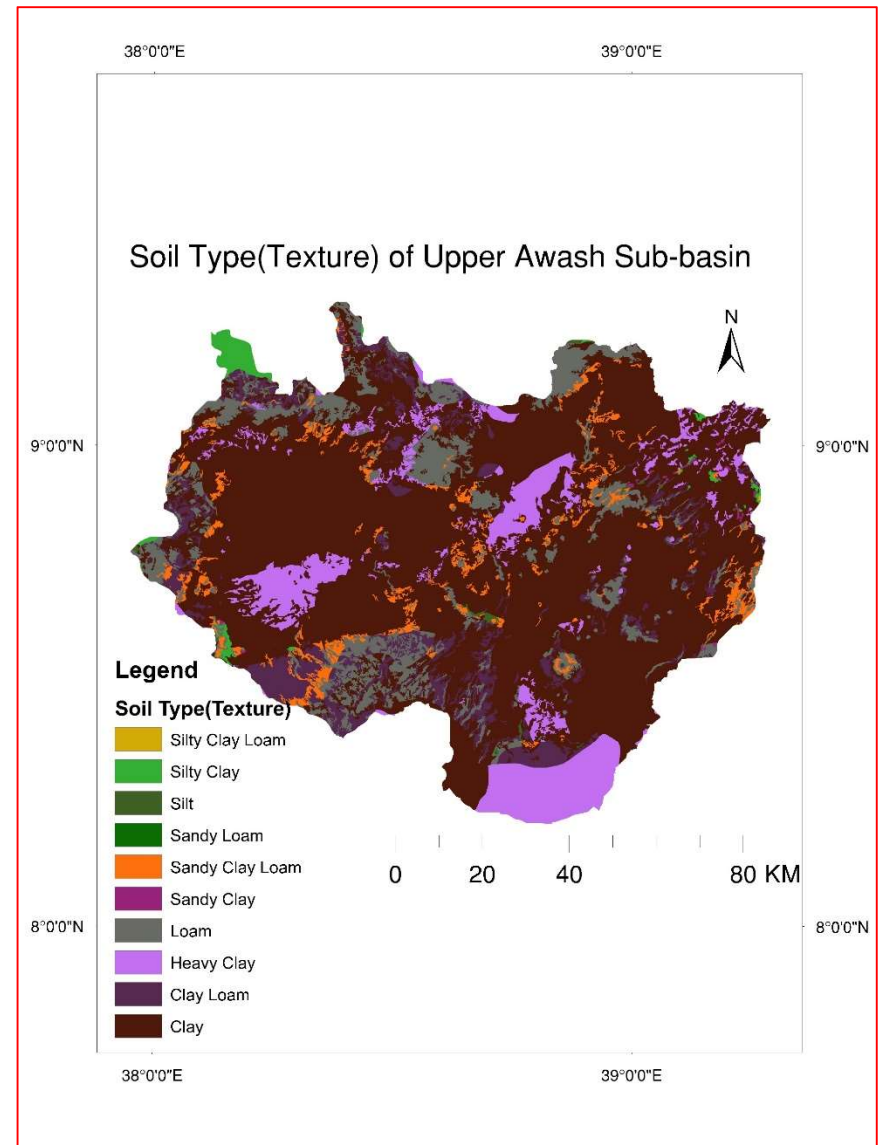 38°0'0"E 39°0'0"E
Soil Type(Texture) of Upper Awash Sub-basin
N
9°0'0"N 9°0'0"N
Legend
Soil Type(Texture)
Silty Clay Loam
Silty Clay
Silt
Sandy Loam
Sandy Clay Loam
Sandy Clay
Loam
Heavy Clay
Clay Loam
Clay
0 20 40 80 KM
8°0'0"N 8°0'0"N
38°0'0"E 39°0'0"E